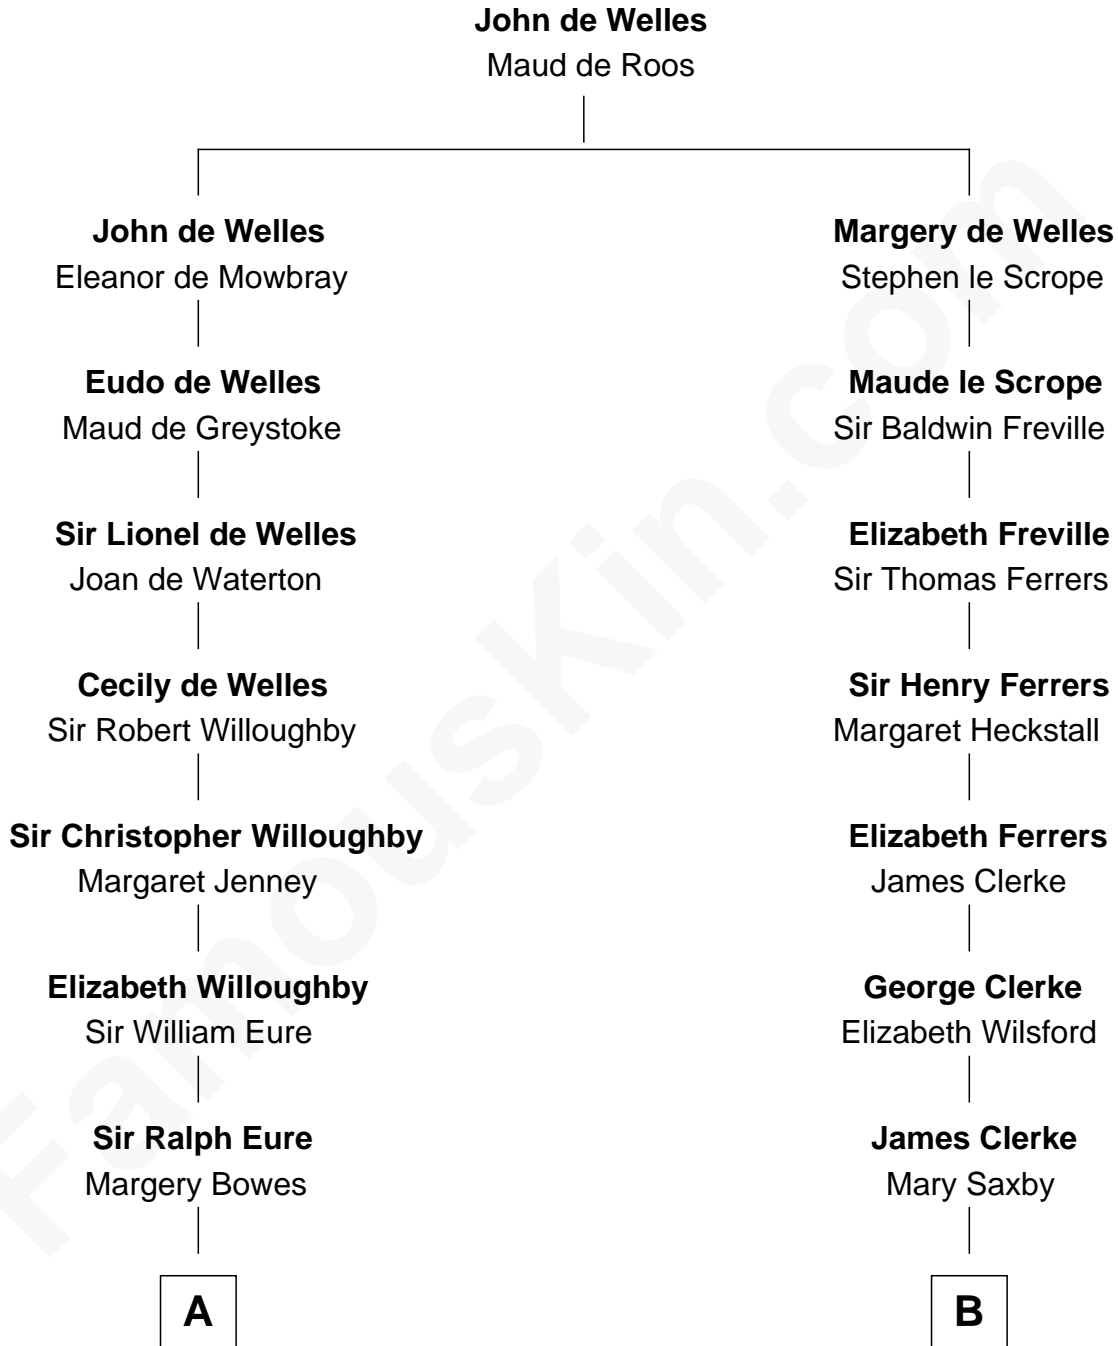 John de Welles
Maud de Roos
John de Welles
Eleanor de Mowbray
Eudo de Welles
Maud de Greystoke
Sir Lionel de Welles
Joan de Waterton
Cecily de Welles
Sir Robert Willoughby
Sir Christopher Willoughby
Margaret Jenney
Elizabeth Willoughby
Sir William Eure
Sir Ralph Eure
Margery Bowes
A
Margery de Welles
Stephen le Scrope
Maude le Scrope
Sir Baldwin Freville
Elizabeth Freville
Sir Thomas Ferrers
Sir Henry Ferrers
Margaret Heckstall
Elizabeth Ferrers
James Clerke
George Clerke
Elizabeth Wilsford
James Clerke
Mary Saxby
B
FamousKin.com